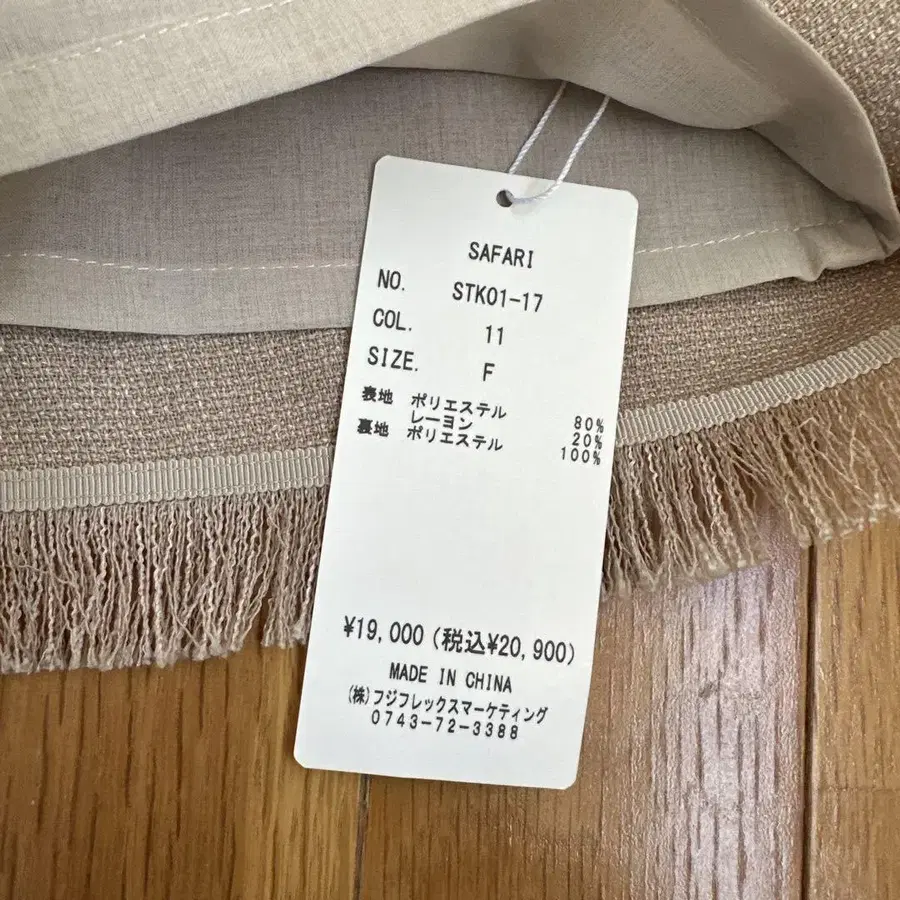 SAFARI
NO. STK01-17
COL. 11
SIZE. F
表地 ポリエステル 80%
レーヨン 20%
裏地 ポリエステル 100%
¥19,000(税込¥20,900)
MADE IN CHINA
(株)フジフレックスマーケティング
0743-72-3388